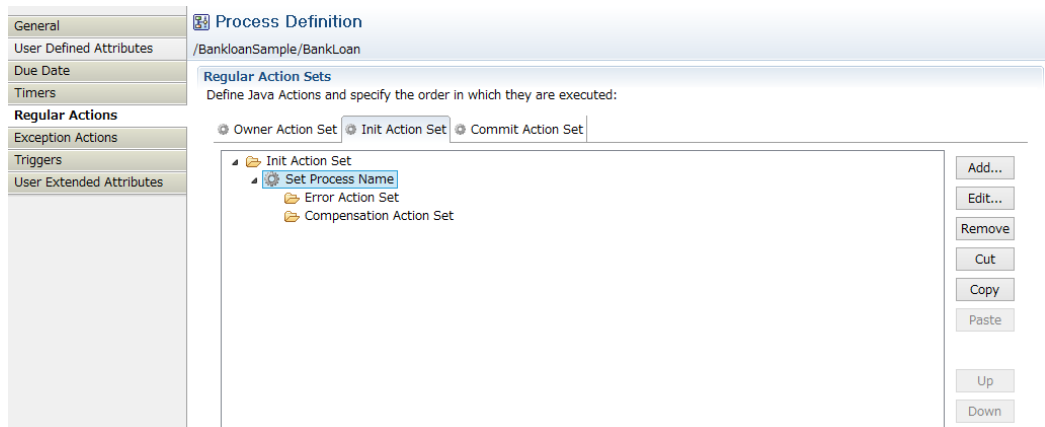 General
User Defined Attributes
Due Date
Timers
Regular Actions
Exception Actions
Triggers
User Extended Attributes
Process Definition
/BankloanSample/BankLoan
Regular Action Sets
Define Java Actions and specify the order in which they are executed:
Owner Action Set Init Action Set Commit Action Set
Init Action Set
Set Process Name
Error Action Set
Compensation Action Set
Add...
Edit...
Remove
Cut
Copy
Paste
Up
Down